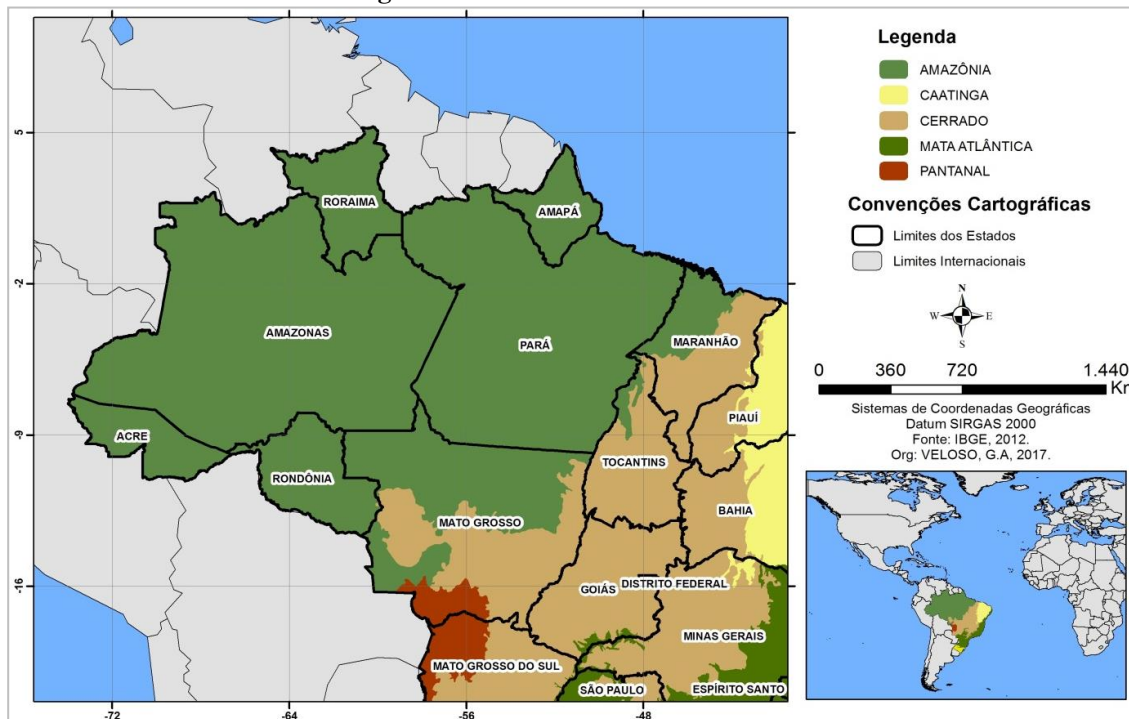 Legenda
AMAZÔNIA
CAATINGA
CERRADO
MATA ATLÂNTICA
PANTANAL
Convenções Cartográficas
Limites dos Estados
Limites Internacionais
N
W E
S
0 360 720 1.440
Km
Sistemas de Coordenadas Geográficas
Datum SIRGAS 2000
Fonte: IBGE, 2012.
Org: VELOSO, G.A, 2017.
RORAIMA
AMAPÁ
AMAZONAS
PARÁ
MARANHÃO
PIAUÍ
ACRE
RONDÔNIA
TOCANTINS
MATO GROSSO
BAHIA
GOIÁS
DISTRITO FEDERAL
MINAS GERAIS
MATO GROSSO DO SUL
SÃO PAULO
ESPÍRITO SANTO
5
-2
-9
-16
-72 -64 -56 -48